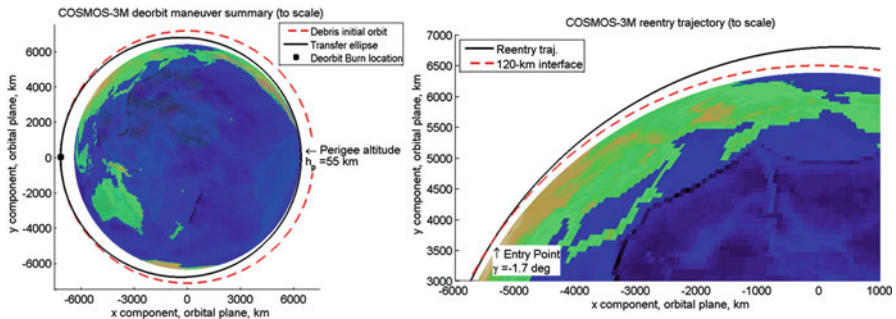 COSMOS-3M deorbit maneuver summary (to scale)
Debris initial orbit
Transfer ellipse
Deorbit Burn location
6000
4000
2000
0
-2000
-4000
-6000
y component, orbital plane, km
← Perigee altitude
hp =55 km
-6000 -3000 0 3000 6000
x component, orbital plane, km
COSMOS-3M reentry trajectory (to scale)
Reentry traj.
120-km interface
7000
6500
6000
5500
5000
4500
4000
3500
3000
y component, orbital plane, km
↑ Entry Point
γ =-1.7 deg
-6000 -5000 -4000 -3000 -2000 -1000 0 1000
x component, orbital plane, km